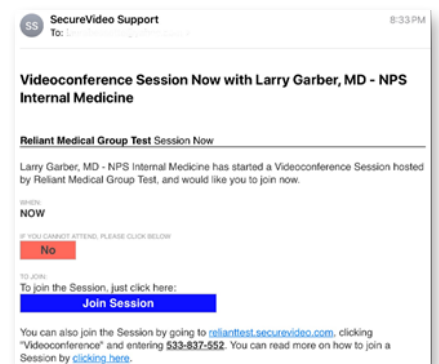 SS
SecureVideo Support
8:33 PM
To:
Videoconference Session Now with Larry Garber, MD - NPS
Internal Medicine
Reliant Medical Group Test Session Now
Larry Garber, MD - NPS Internal Medicine has started a Videoconference Session hosted
by Reliant Medical Group Test, and would like you to join now.
WHEN:
NOW
IF YOU CANNOT ATTEND, PLEASE CLICK BELOW
No
TO JOIN:
To join the Session, just click here:
Join Session
You can also join the Session by going to relianttest.securevideo.com, clicking
"Videoconference" and entering 533-837-552. You can read more on how to join a
Session by clicking here.